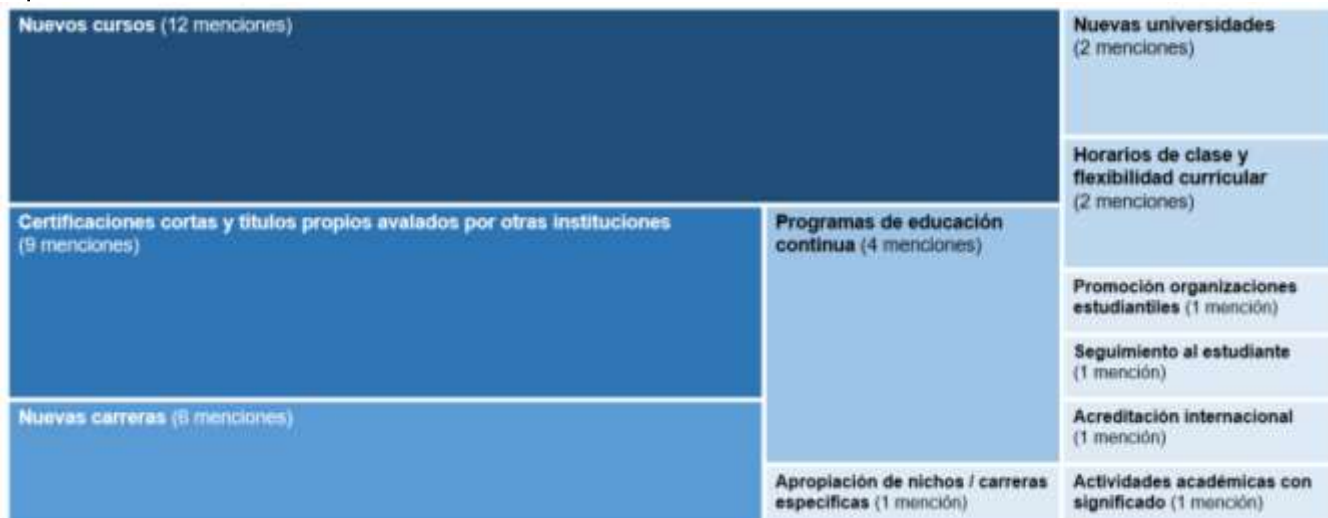 Nuevos cursos (12 menciones)
Certificaciones cortas y títulos propios avalados por otras instituciones
(9 menciones)
Nuevas carreras (6 menciones)
Programas de educación
continua (4 menciones)
Apropiación de nichos / carreras
específicas (1 mención)
Nuevas universidades
(2 menciones)
Horarios de clase y
flexibilidad curricular
(2 menciones)
Promoción organizaciones
estudiantiles (1 mención)
Seguimiento al estudiante
(1 mención)
Acreditación internacional
(1 mención)
Actividades académicas con
significado (1 mención)